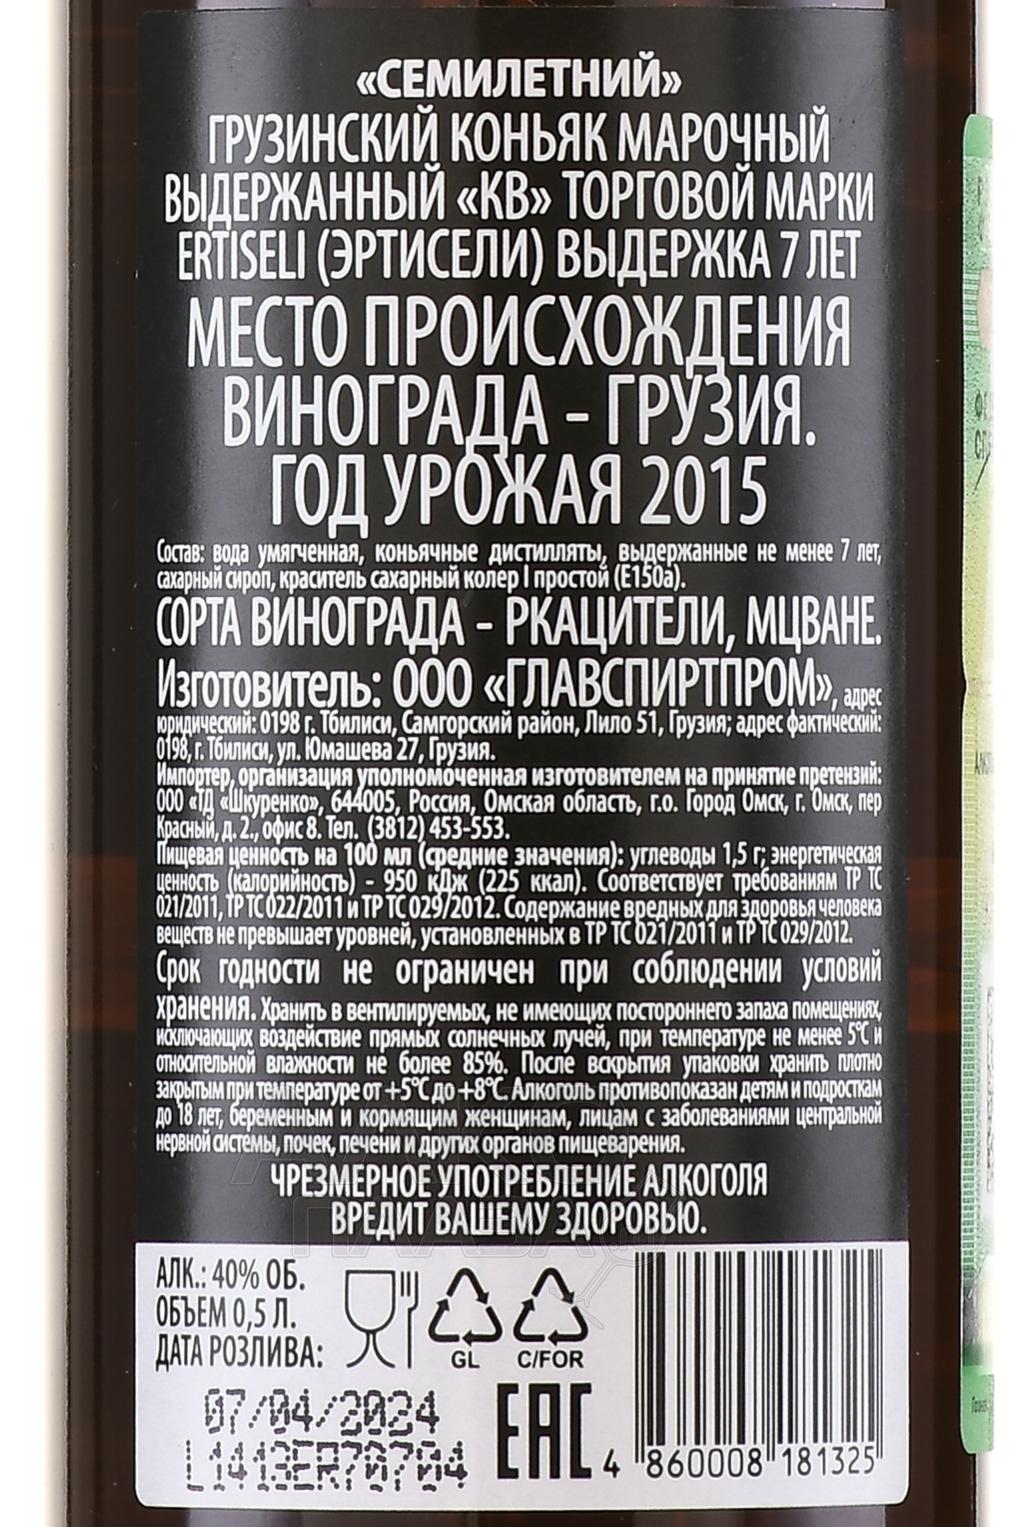 «СЕМИЛЕТНИЙ»
ГРУЗИНСКИЙ КОНЬЯК МАРОЧНЫЙ
ВЫДЕРЖАННЫЙ «КВ» ТОРГОВОЙ МАРКИ
ERTISELI (ЭРТИСЕЛИ) ВЫДЕРЖКА 7 ЛЕТ
МЕСТО ПРОИСХОЖДЕНИЯ
ВИНОГРАДА - ГРУЗИЯ.
ГОД УРОЖАЯ 2015
Состав: вода умягченная, коньячные дистилляты, выдержанные не менее 7 лет,
сахарный сироп, краситель сахарный колер I простой (Е150а).
СОРТА ВИНОГРАДА - РКАЦИТЕЛИ, МЦВАНЕ.
Изготовитель: ООО «ГЛАВСПИРТПРОМ», адрес
юридический: 0198 г. Тбилиси, Самгорский район, Лило 51, Грузия; адрес фактический:
0198, г. Тбилиси, ул. Юмашева 27, Грузия.
Импортер, организация уполномоченная изготовителем на принятие претензий:
ООО «ТД «Шкуренко», 644005, Россия, Омская область, г.о. Город Омск, г. Омск, пер
Красный, д. 2., офис 8. Тел. (3812) 453-553.
Пищевая ценность на 100 мл (средние значения): углеводы 1,5 г; энергетическая
ценность (калорийность) - 950 кДж (225 ккал). Соответствует требованиям ТР ТС
021/2011, ТР ТС 022/2011 и ТР ТС 029/2012. Содержание вредных для здоровья человека
веществ не превышает уровней, установленных в ТР ТС 021/2011 и ТР ТС 029/2012.
Срок годности не ограничен при соблюдении условий
хранения. Хранить в вентилируемых, не имеющих постороннего запаха помещениях,
исключающих воздействие прямых солнечных лучей, при температуре не менее 5°С и
относительной влажности не более 85%. После вскрытия упаковки хранить плотно
закрытым при температуре от +5°С до +8°С. Алкоголь противопоказан детям и подросткам
до 18 лет, беременным и кормящим женщинам, лицам с заболеваниями центральной
нервной системы, почек, печени и других органов пищеварения.
ЧРЕЗМЕРНОЕ УПОТРЕБЛЕНИЕ АЛКОГОЛЯ
ВРЕДИТ ВАШЕМУ ЗДОРОВЬЮ.
АЛК.: 40% ОБ.
ОБЪЕМ 0,5 Л.
ДАТА РОЗЛИВА:
GL C/FOR
07/04/2024
L1413ER70704
EAC
4 860008 181325